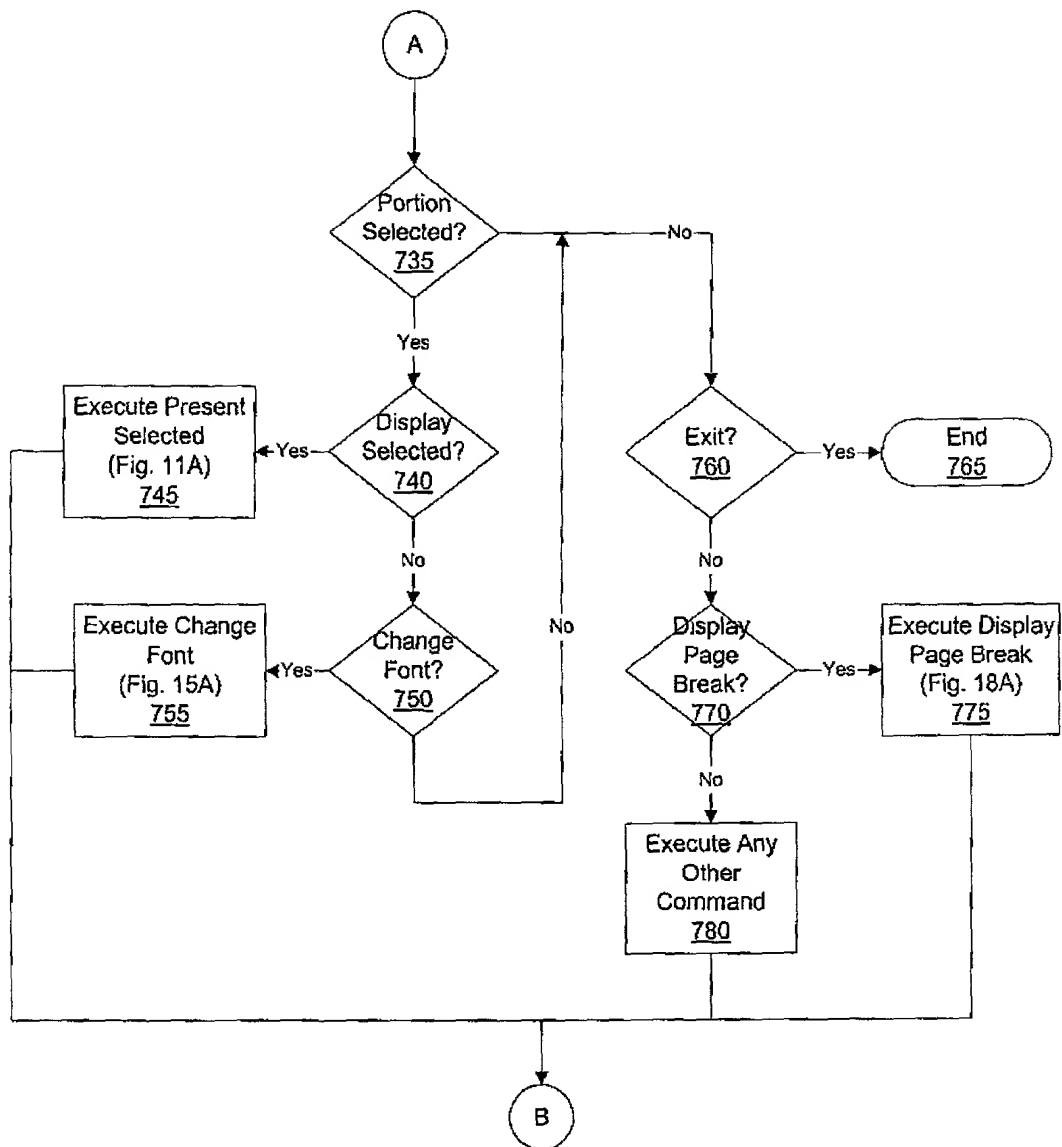 A
Portion
Selected?
735
No
Yes
Execute Present
Selected
(Fig. 11A)
745
Yes
Display
Selected?
740
Exit?
760
Yes
End
765
No
No
Execute Change
Font
(Fig. 15A)
755
Yes
Change
Font?
750
No
Display
Page
Break?
770
Yes
Execute Display
Page Break
(Fig. 18A)
775
No
Execute Any
Other
Command
780
B